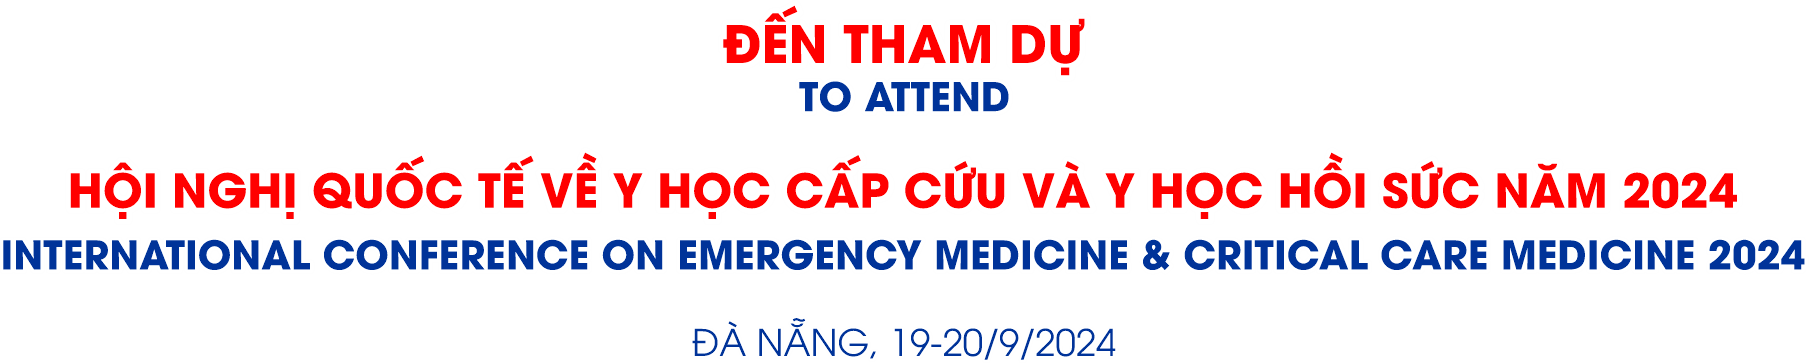 ĐẾN THAM DỰ
TO ATTEND
HỘI NGHỊ QUỐC TẾ VỀ Y HỌC CẤP CỨU VÀ Y HỌC HỒI SỨC NĂM 2024
INTERNATIONAL CONFERENCE ON EMERGENCY MEDICINE & CRITICAL CARE MEDICINE 2024
ĐÀ NẴNG, 19-20/9/2024